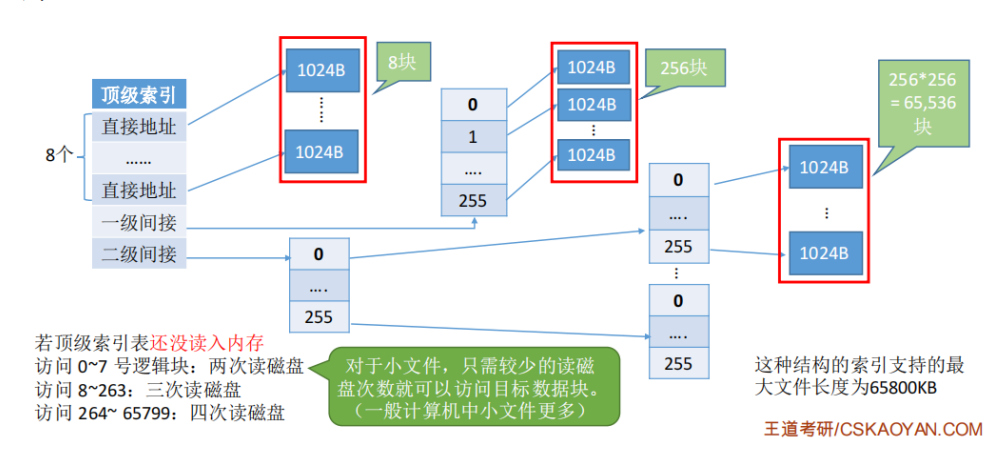 顶级索引
直接地址
......
直接地址
一级间接
二级间接
8个
1024B
1024B
8块
0
1
....
255
1024B
1024B
1024B
256块
0
....
255
0
....
255
0
....
255
1024B
1024B
256*256
= 65,536
块
若顶级索引表还没读入内存
访问 0~7 号逻辑块：两次读磁盘
访问 8~263：三次读磁盘
访问 264~ 65799：四次读磁盘
对于小文件，只需较少的读磁
盘次数就可以访问目标数据块。
（一般计算机中小文件更多）
这种结构的索引支持的最
大文件长度为65800KB
王道考研/CSKAOYAN.COM